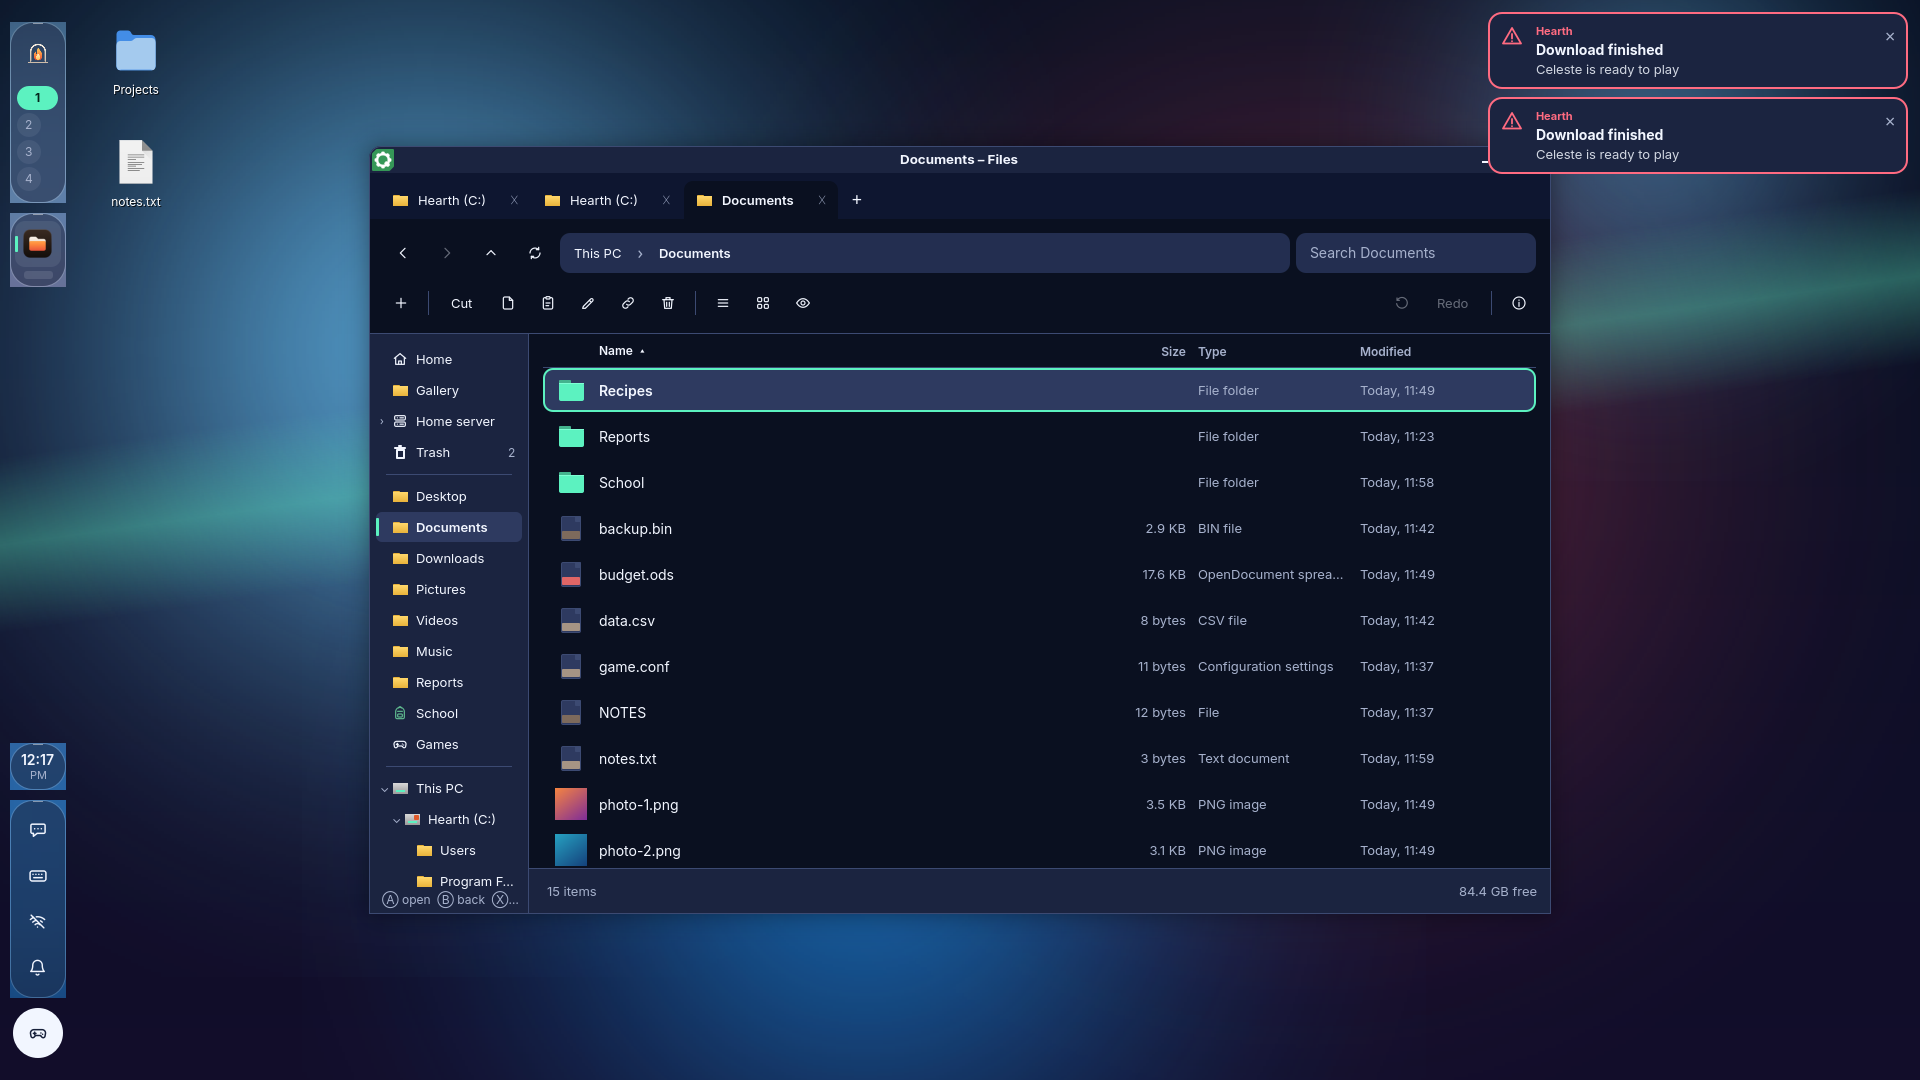 1
2
3
4
12:17
PM
Projects
notes.txt
Hearth
Download finished
Celeste is ready to play
Hearth
Download finished
Celeste is ready to play
Documents – Files
Hearth (C:) X
Hearth (C:) X
Documents X
+
This PC › Documents
Search Documents
Cut
Redo
Home
Gallery
Home server
Trash 2
Desktop
Documents
Downloads
Pictures
Videos
Music
Reports
School
Games
This PC
Hearth (C:)
Users
Program F...
A open B back X...
Name Size Type Modified
Recipes File folder Today, 11:49
Reports File folder Today, 11:23
School File folder Today, 11:58
backup.bin 2.9 KB BIN file Today, 11:42
budget.ods 17.6 KB OpenDocument sprea... Today, 11:49
data.csv 8 bytes CSV file Today, 11:42
game.conf 11 bytes Configuration settings Today, 11:37
NOTES 12 bytes File Today, 11:37
notes.txt 3 bytes Text document Today, 11:59
photo-1.png 3.5 KB PNG image Today, 11:49
photo-2.png 3.1 KB PNG image Today, 11:49
15 items 84.4 GB free